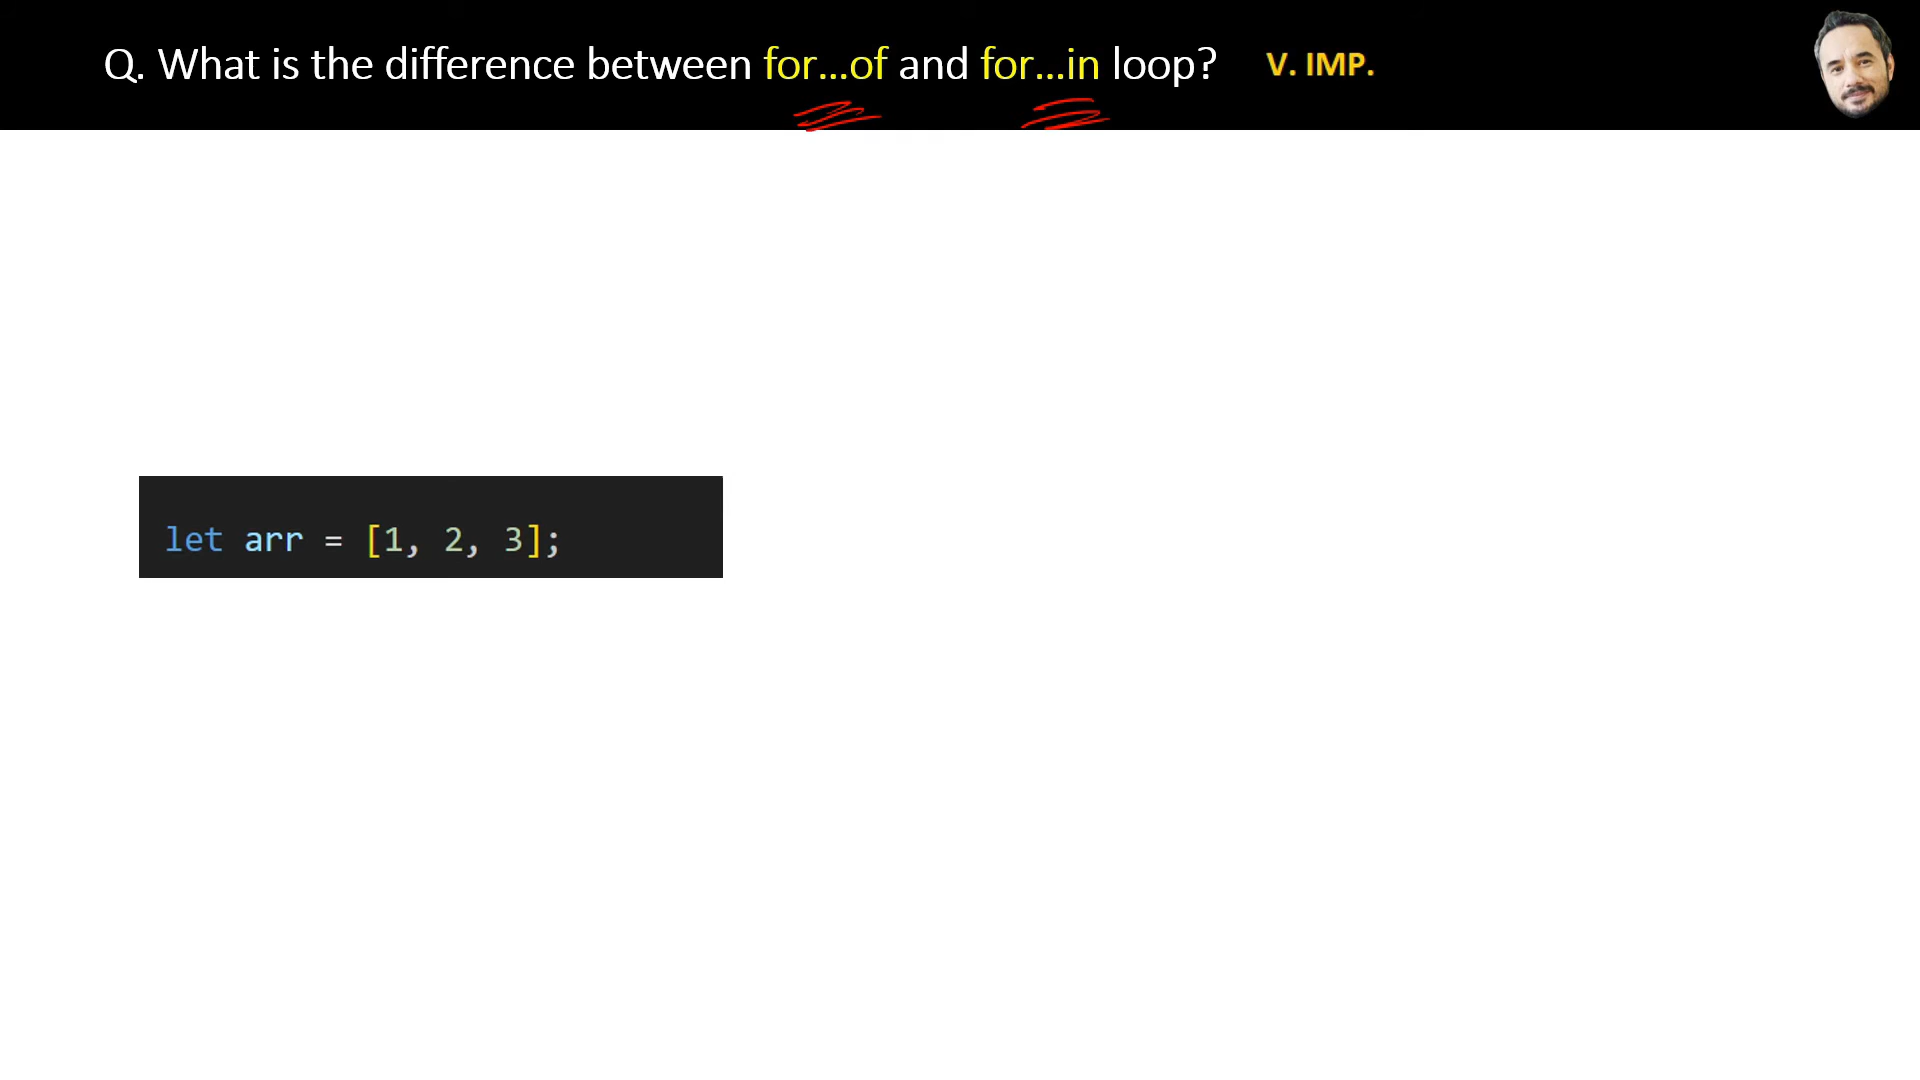 Q. What is the difference between for...of and for...in loop? V. IMP.
let arr = [1, 2, 3];